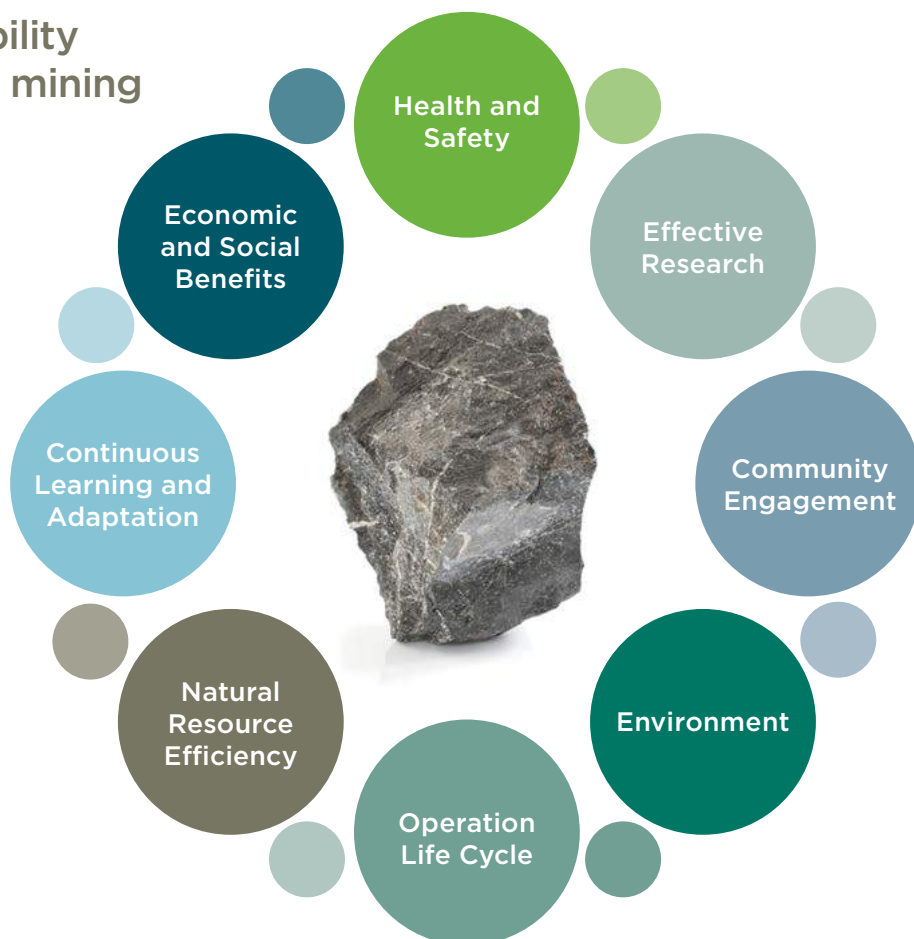 bility
mining
Health and
Safety
Effective
Research
Community
Engagement
Environment
Operation
Life Cycle
Natural
Resource
Efficiency
Continuous
Learning and
Adaptation
Economic
and Social
Benefits